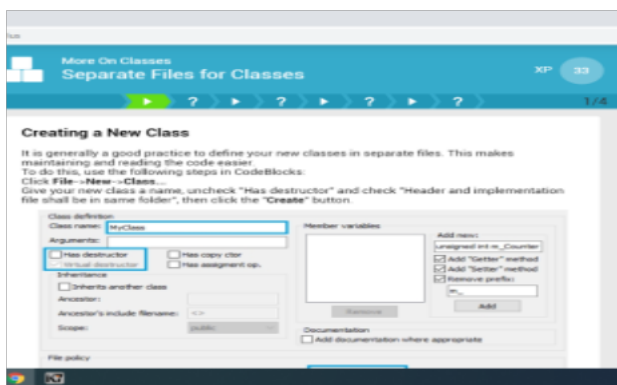 lus
More On Classes
Separate Files for Classes
XP 33
? ? ? ? 1/4
Creating a New Class
It is generally a good practice to define your new classes in separate files. This makes
maintaining and reading the code easier.
To do this, use the following steps in CodeBlocks:
Click File->New->Class...
Give your new class a name, uncheck "Has destructor" and check "Header and implementation
file shall be in same folder", then click the "Create" button.
Class definition
Class name: MyClass
Arguments:
Has destructor
Has copy ctor
Virtual destructor
Has assigment op.
Inheritance
Inherits another class
Ancestor:
Ancestor's include filename: <>
Scope: public
Member variables
Remove
Add new:
unsigned int m_Counter
Add "Getter" method
Add "Setter" method
Remove prefix:
m_
Add
Documentation
Add documentation where appropriate
File policy